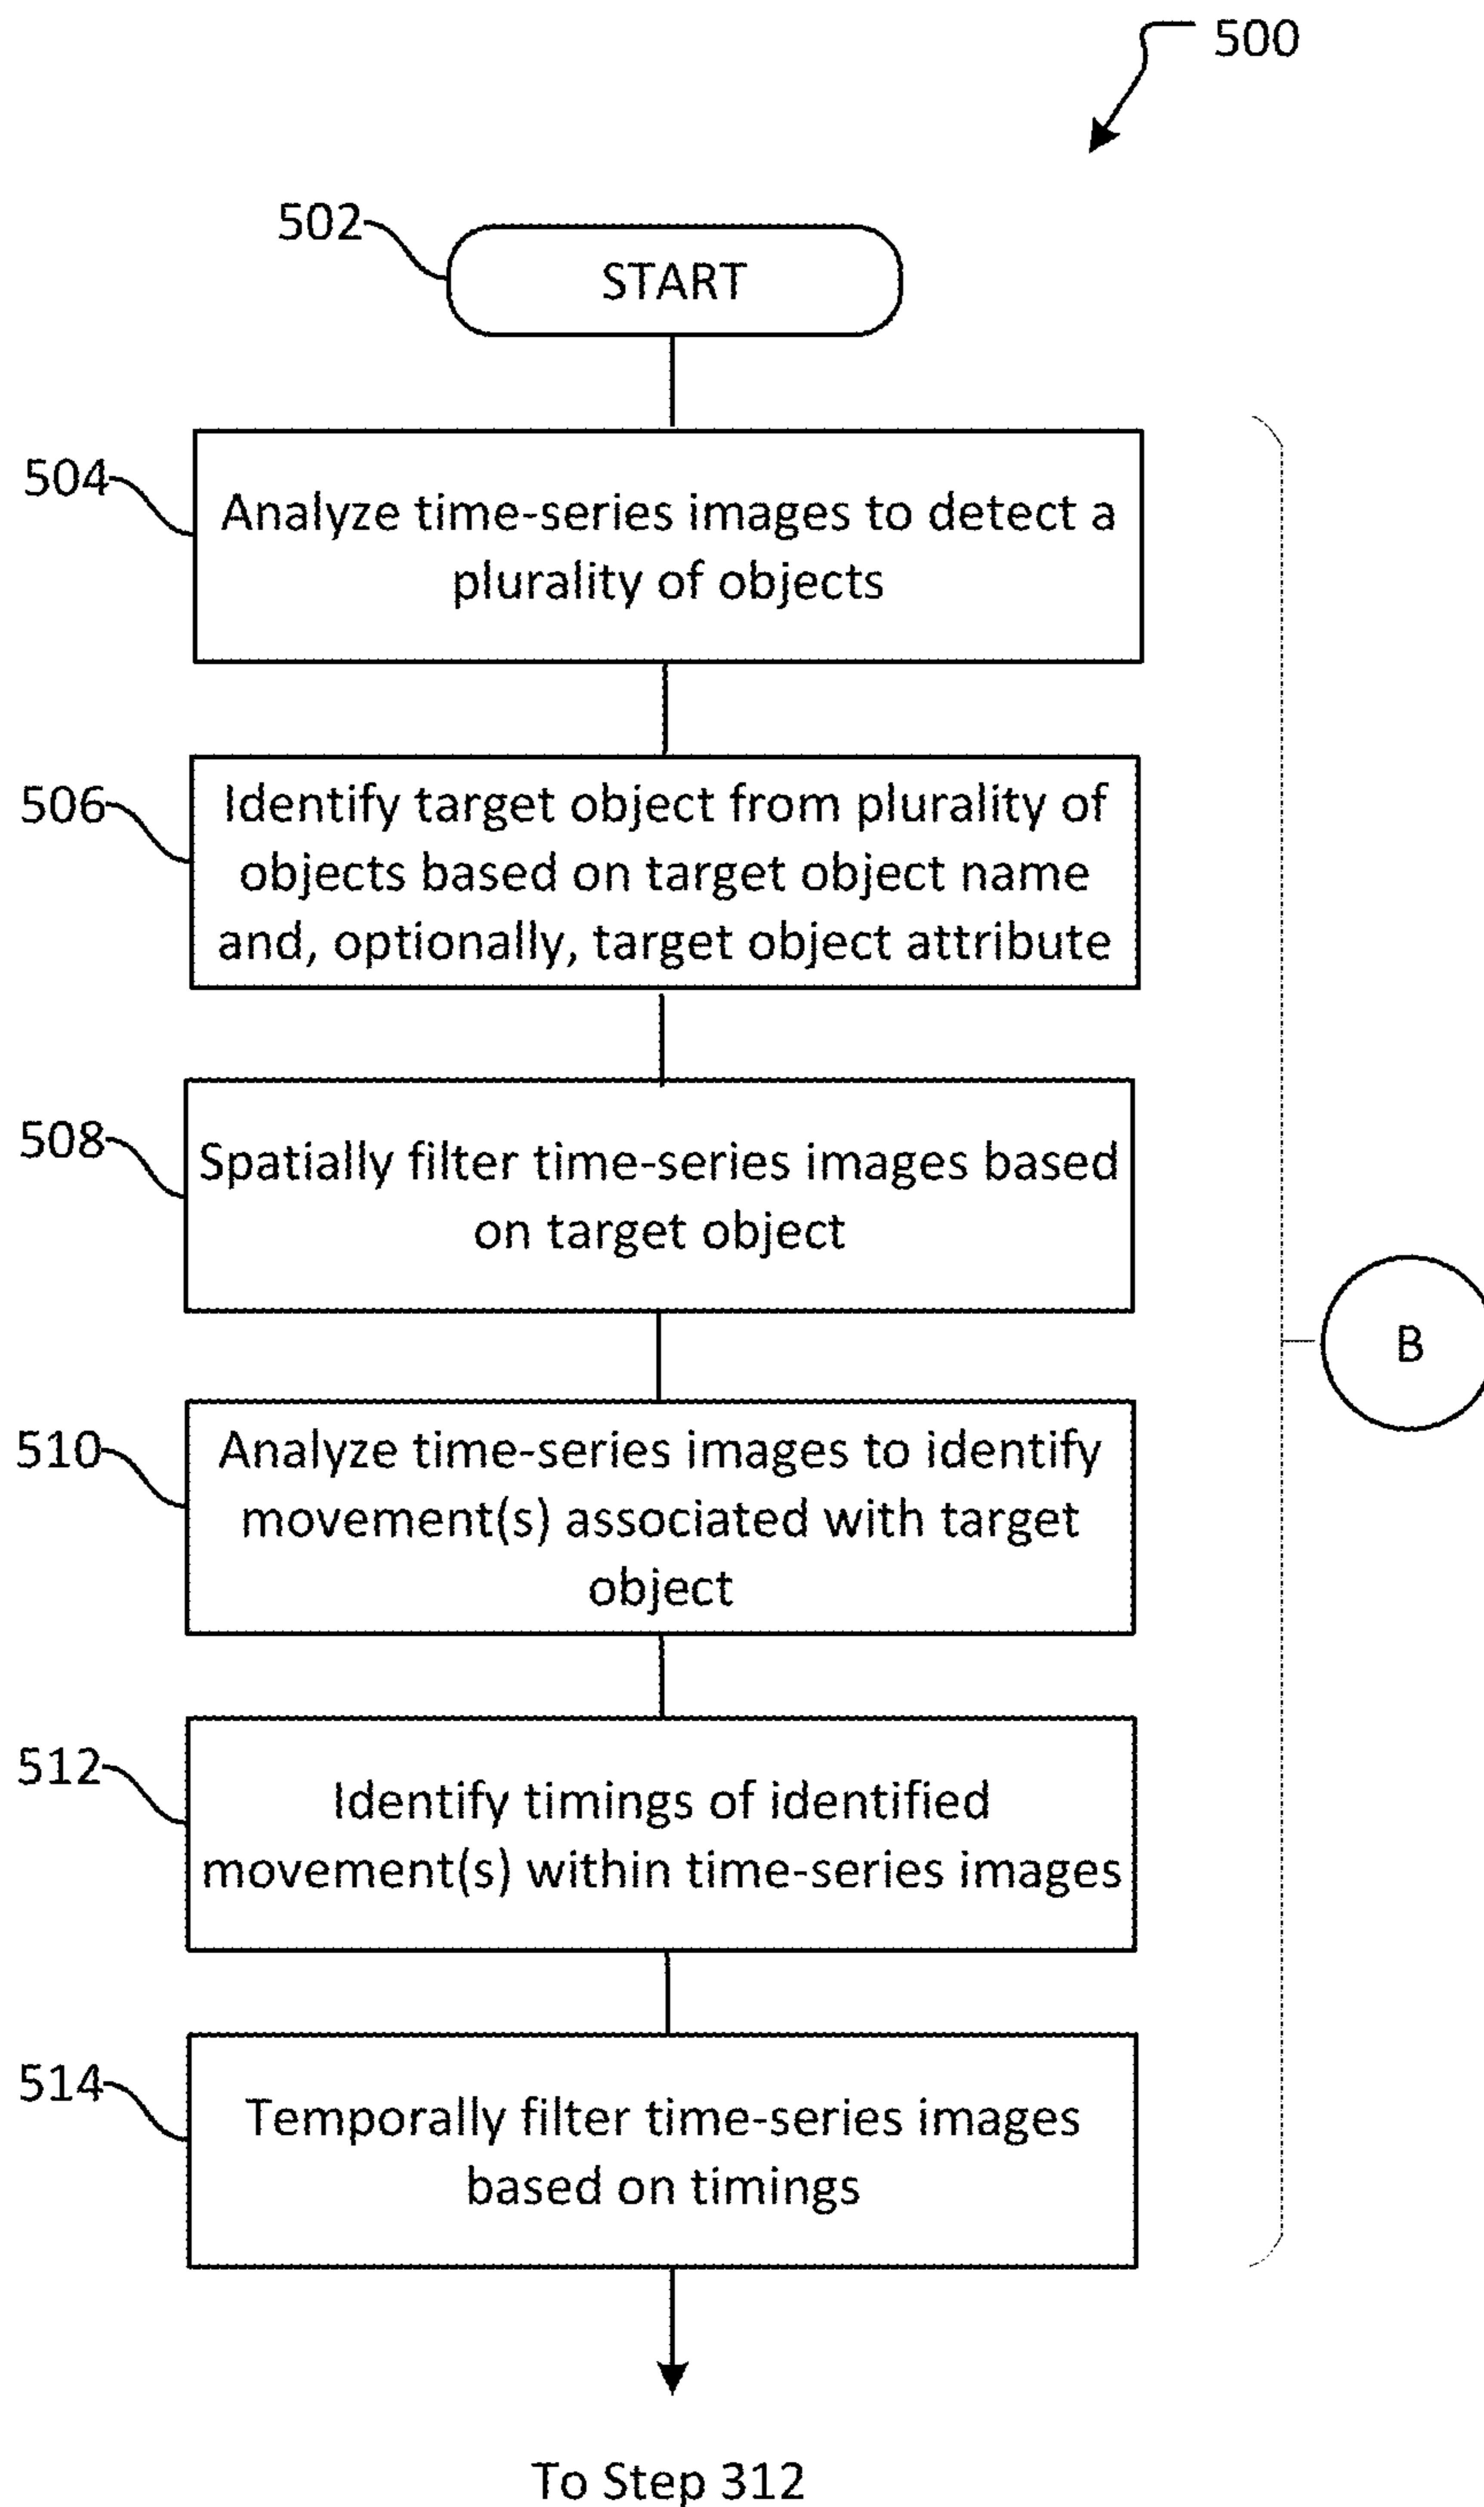 500
502
START
504
Analyze time-series images to detect a
plurality of objects
506
Identify target object from plurality of
objects based on target object name
and, optionally, target object attribute
508
Spatially filter time-series images based
on target object
B
510
Analyze time-series images to identify
movement(s) associated with target
object
512
Identify timings of identified
movement(s) within time-series images
514
Temporally filter time-series images
based on timings
To Step 312